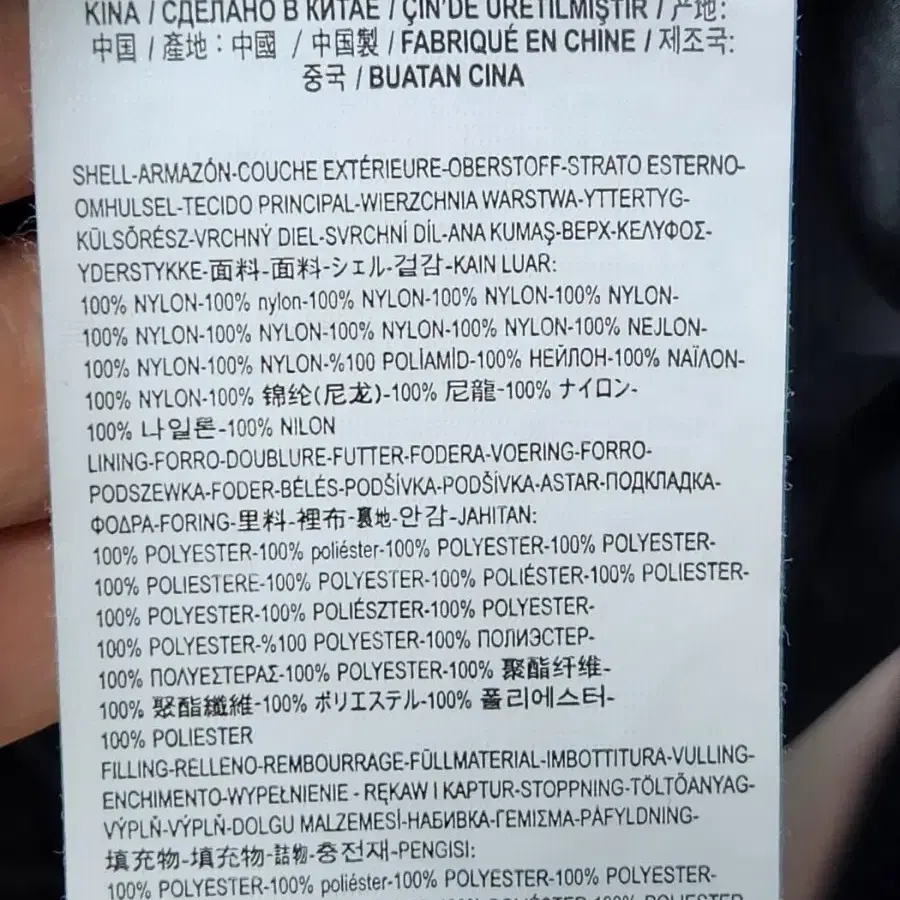 KINA / СДЕЛАНО В КИТАЕ / ÇİN'DE ÜRETİLMİŞTİR / 产地:
中国 / 產地：中國 / 中国製 / FABRIQUÉ EN CHINE / 제조국:
중국 / BUATAN CINA
SHELL-ARMAZÓN-COUCHE EXTÉRIEURE-OBERSTOFF-STRATO ESTERNO-
OMHULSEL-TECIDO PRINCIPAL-WIERZCHNIA WARSTWA-YTTERTYG-
KÜLSŐRÉSZ-VRCHNÝ DIEL-SVRCHNÍ DÍL-ANA KUMAŞ-ВЕРХ-ΚΕΛΥΦΟΣ-
YDERSTYKKE-面料-面料-シェル-겉감-KAIN LUAR:
100% NYLON-100% nylon-100% NYLON-100% NYLON-100% NYLON-
100% NYLON-100% NYLON-100% NYLON-100% NYLON-100% NEJLON-
100% NYLON-100% NYLON-%100 POLİAMİD-100% НЕЙЛОН-100% ΝΑΪΛΟΝ-
100% NYLON-100% 锦纶(尼龙)-100% 尼龍-100% ナイロン-
100% 나일론-100% NILON
LINING-FORRO-DOUBLURE-FUTTER-FODERA-VOERING-FORRO-
PODSZEWKA-FODER-BÉLÉS-PODŠÍVKA-PODŠÍVKA-ASTAR-ПОДКЛАДКА-
ΦΟΔΡΑ-FORING-里料-裡布-裏地-안감-JAHITAN:
100% POLYESTER-100% poliéster-100% POLYESTER-100% POLYESTER-
100% POLIESTERE-100% POLYESTER-100% POLIÉSTER-100% POLIESTER-
100% POLYESTER-100% POLIÉSZTER-100% POLYESTER-
100% POLYESTER-%100 POLYESTER-100% ПОЛИЭСТЕР-
100% ΠΟΛΥΕΣΤΕΡΑΣ-100% POLYESTER-100% 聚酯纤维-
100% 聚酯纖維-100% ポリエステル-100% 폴리에스터-
100% POLIESTER
FILLING-RELLENO-REMBOURRAGE-FÜLLMATERIAL-IMBOTTITURA-VULLING-
ENCHIMENTO-WYPEŁNIENIE - RĘKAW I KAPTUR-STOPPNING-TÖLTŐANYAG-
VÝPLŇ-VÝPLŇ-DOLGU MALZEMESİ-НАБИВКА-ΓΕΜΙΣΜΑ-PÅFYLDNING-
填充物-填充物-詰物-충전재-PENGISI:
100% POLYESTER-100% poliéster-100% POLYESTER-100% POLYESTER-